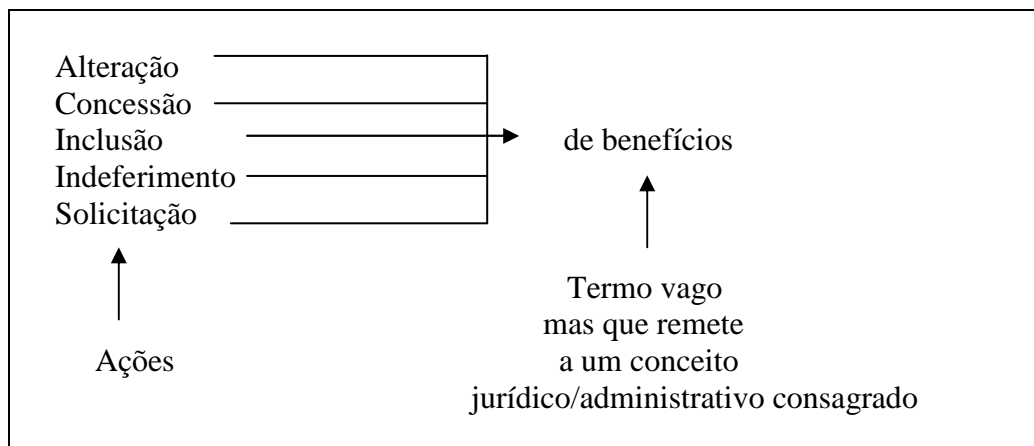 Alteração
Concessão
Inclusão
Indeferimento
Solicitação
de benefícios
Ações
Termo vago
mas que remete
a um conceito
jurídico/administrativo consagrado